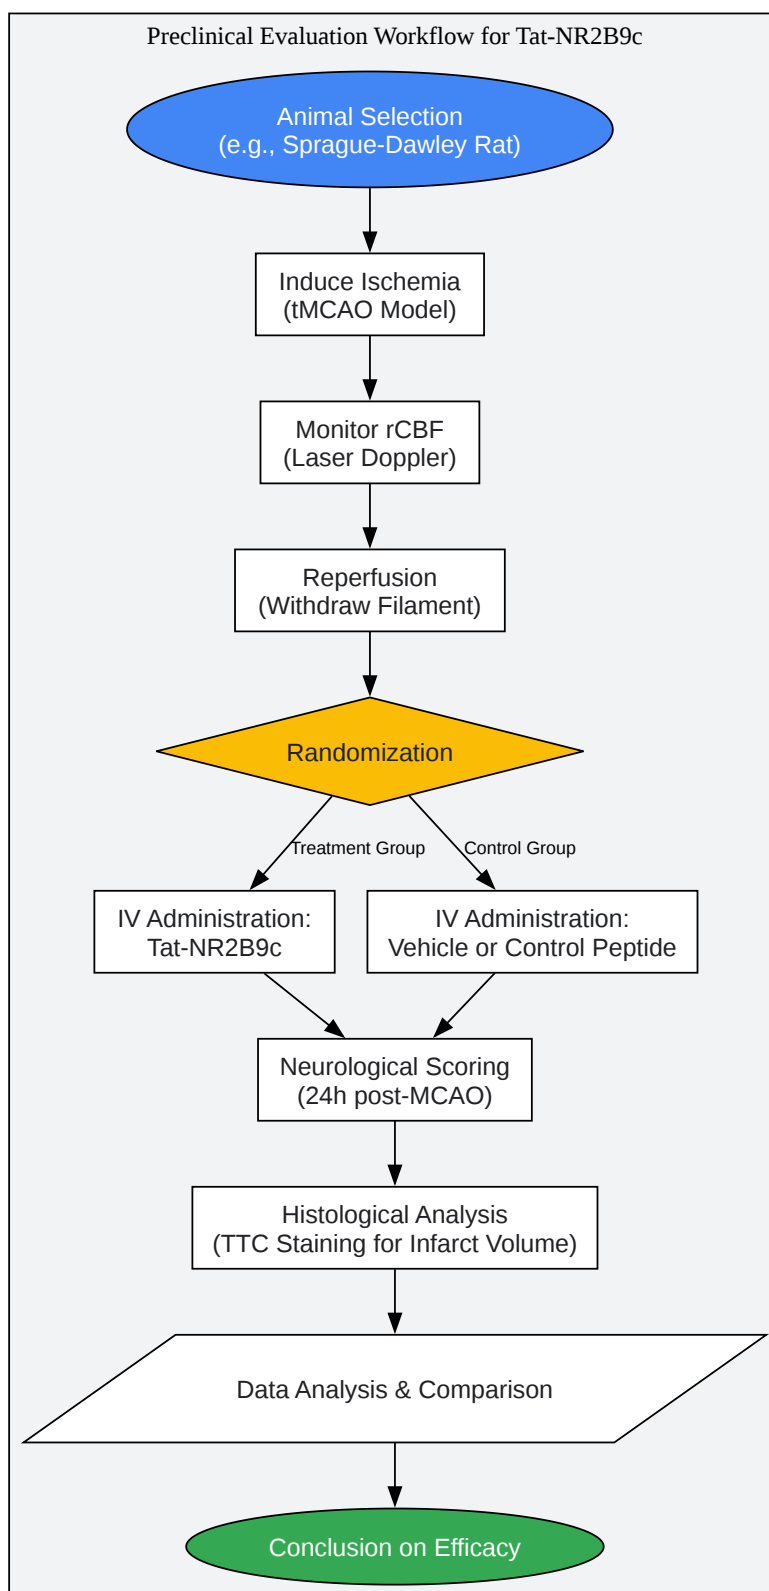 Preclinical Evaluation Workflow for Tat-NR2B9c
Animal Selection
(e.g., Sprague-Dawley Rat)
Induce Ischemia
(tMCAO Model)
Monitor rCBF
(Laser Doppler)
Reperfusion
(Withdraw Filament)
Randomization
Treatment Group
Control Group
IV Administration:
Tat-NR2B9c
IV Administration:
Vehicle or Control Peptide
Neurological Scoring
(24h post-MCAO)
Histological Analysis
(TTC Staining for Infarct Volume)
Data Analysis & Comparison
Conclusion on Efficacy